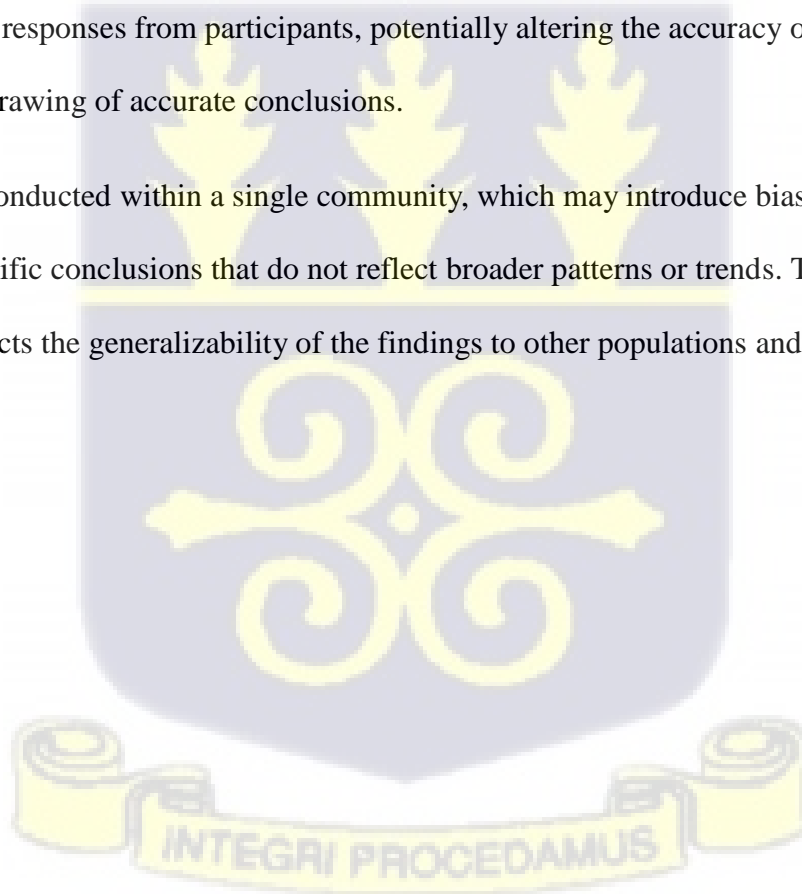 responses from participants, potentially altering the accuracy o
rawing of accurate conclusions.
onducted within a single community, which may introduce bias
ific conclusions that do not reflect broader patterns or trends. T
cts the generalizability of the findings to other populations and
INTEGRI PROCEDAMUS